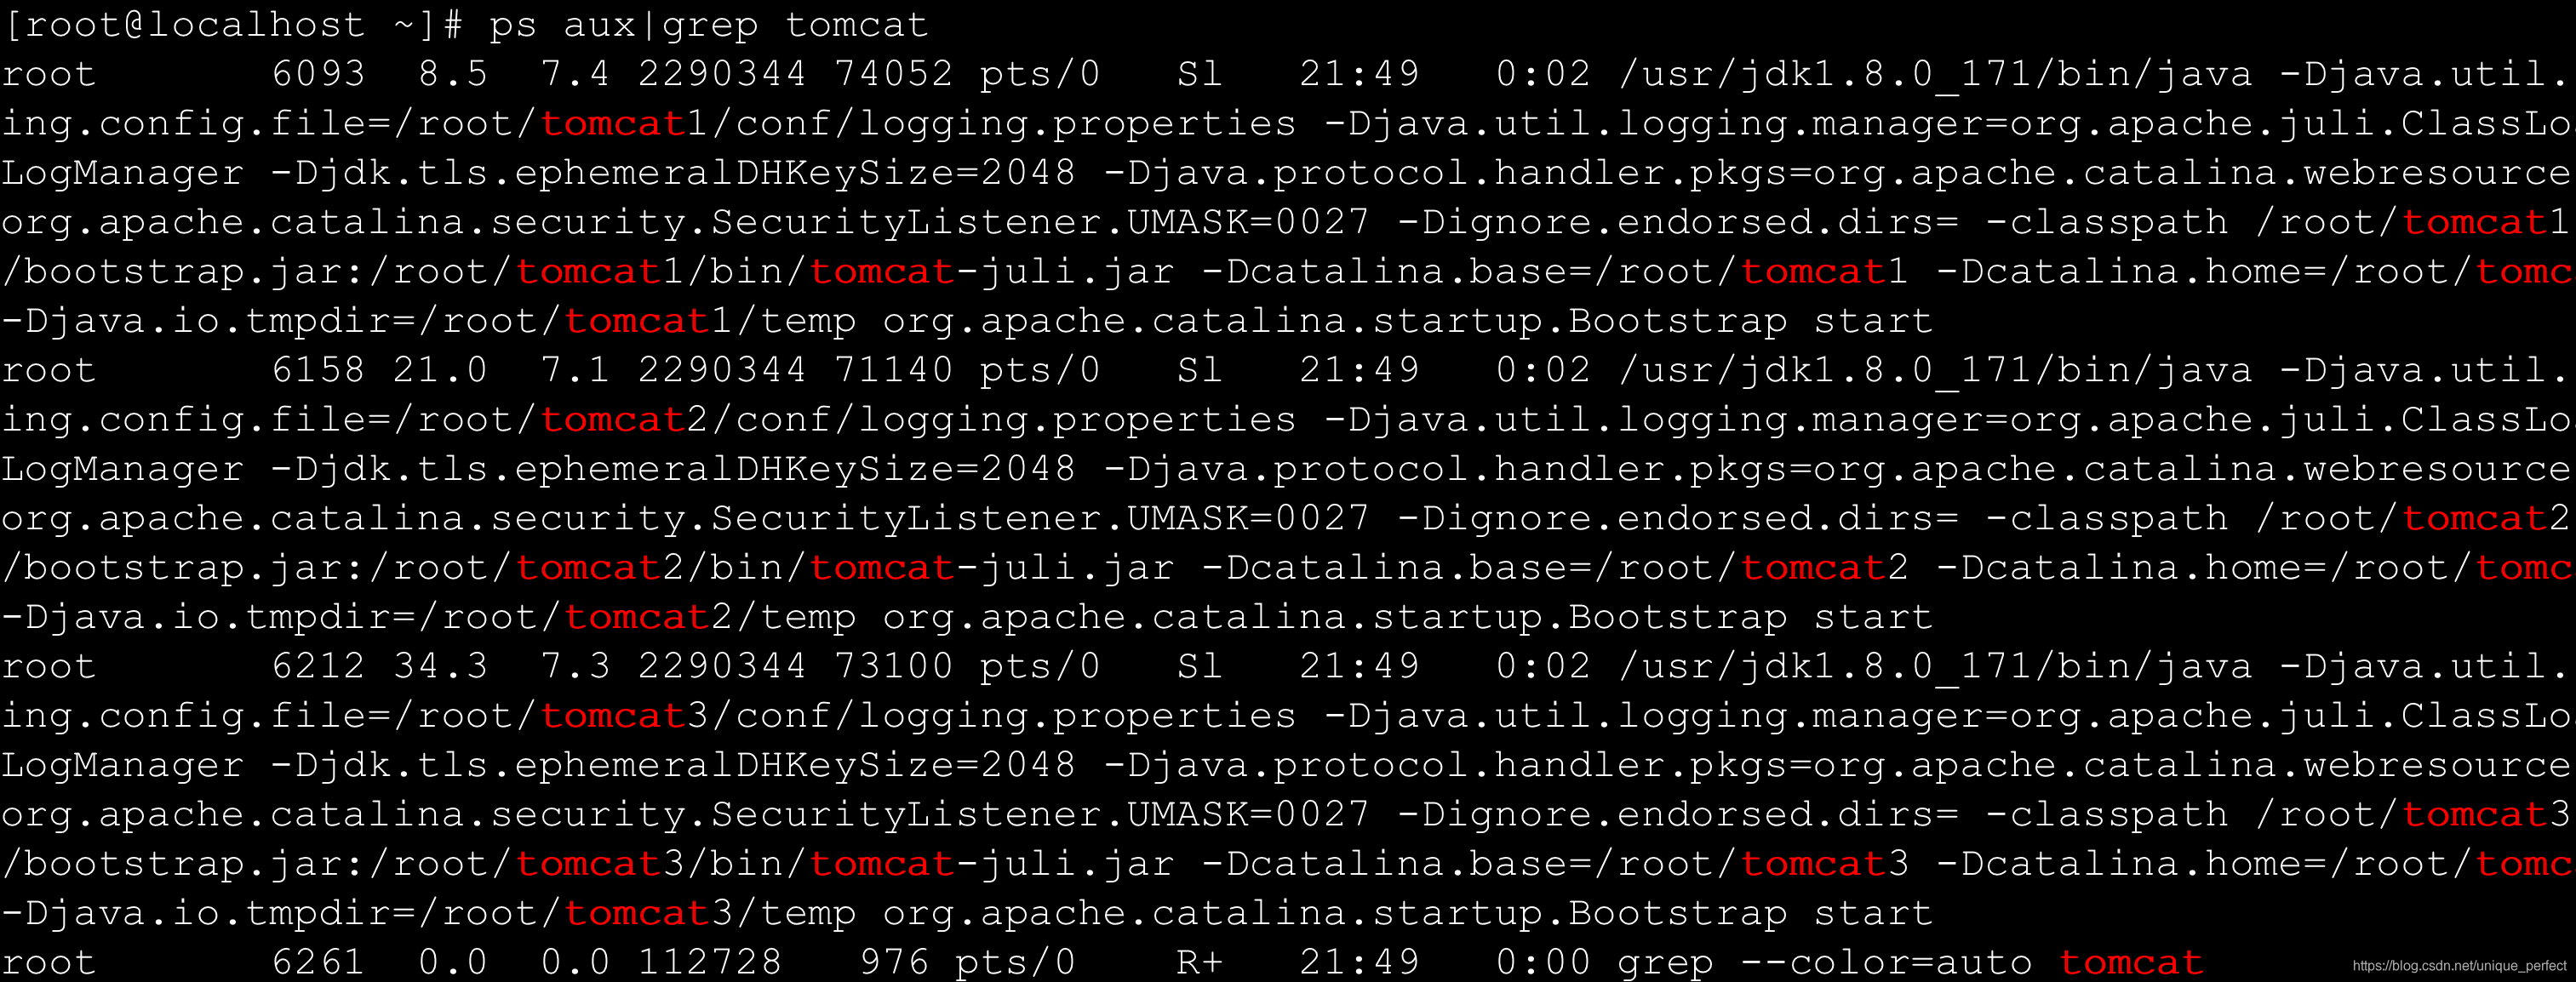 [root@localhost ~]# ps aux|grep tomcat
root       6093  8.5  7.4 2290344 74052 pts/0   Sl   21:49   0:02 /usr/jdk1.8.0_171/bin/java -Djava.util.
ing.config.file=/root/tomcat1/conf/logging.properties -Djava.util.logging.manager=org.apache.juli.ClassLo
LogManager -Djdk.tls.ephemeralDHKeySize=2048 -Djava.protocol.handler.pkgs=org.apache.catalina.webresource
org.apache.catalina.security.SecurityListener.UMASK=0027 -Dignore.endorsed.dirs= -classpath /root/tomcat1
/bootstrap.jar:/root/tomcat1/bin/tomcat-juli.jar -Dcatalina.base=/root/tomcat1 -Dcatalina.home=/root/tomc
-Djava.io.tmpdir=/root/tomcat1/temp org.apache.catalina.startup.Bootstrap start
root       6158 21.0  7.1 2290344 71140 pts/0   Sl   21:49   0:02 /usr/jdk1.8.0_171/bin/java -Djava.util.
ing.config.file=/root/tomcat2/conf/logging.properties -Djava.util.logging.manager=org.apache.juli.ClassLo
LogManager -Djdk.tls.ephemeralDHKeySize=2048 -Djava.protocol.handler.pkgs=org.apache.catalina.webresource
org.apache.catalina.security.SecurityListener.UMASK=0027 -Dignore.endorsed.dirs= -classpath /root/tomcat2
/bootstrap.jar:/root/tomcat2/bin/tomcat-juli.jar -Dcatalina.base=/root/tomcat2 -Dcatalina.home=/root/tomc
-Djava.io.tmpdir=/root/tomcat2/temp org.apache.catalina.startup.Bootstrap start
root       6212 34.3  7.3 2290344 73100 pts/0   Sl   21:49   0:02 /usr/jdk1.8.0_171/bin/java -Djava.util.
ing.config.file=/root/tomcat3/conf/logging.properties -Djava.util.logging.manager=org.apache.juli.ClassLo
LogManager -Djdk.tls.ephemeralDHKeySize=2048 -Djava.protocol.handler.pkgs=org.apache.catalina.webresource
org.apache.catalina.security.SecurityListener.UMASK=0027 -Dignore.endorsed.dirs= -classpath /root/tomcat3
/bootstrap.jar:/root/tomcat3/bin/tomcat-juli.jar -Dcatalina.base=/root/tomcat3 -Dcatalina.home=/root/tomc
-Djava.io.tmpdir=/root/tomcat3/temp org.apache.catalina.startup.Bootstrap start
root       6261  0.0  0.0 112728   976 pts/0    R+   21:49   0:00 grep --color=auto tomcat
https://blog.csdn.net/unique_perfect